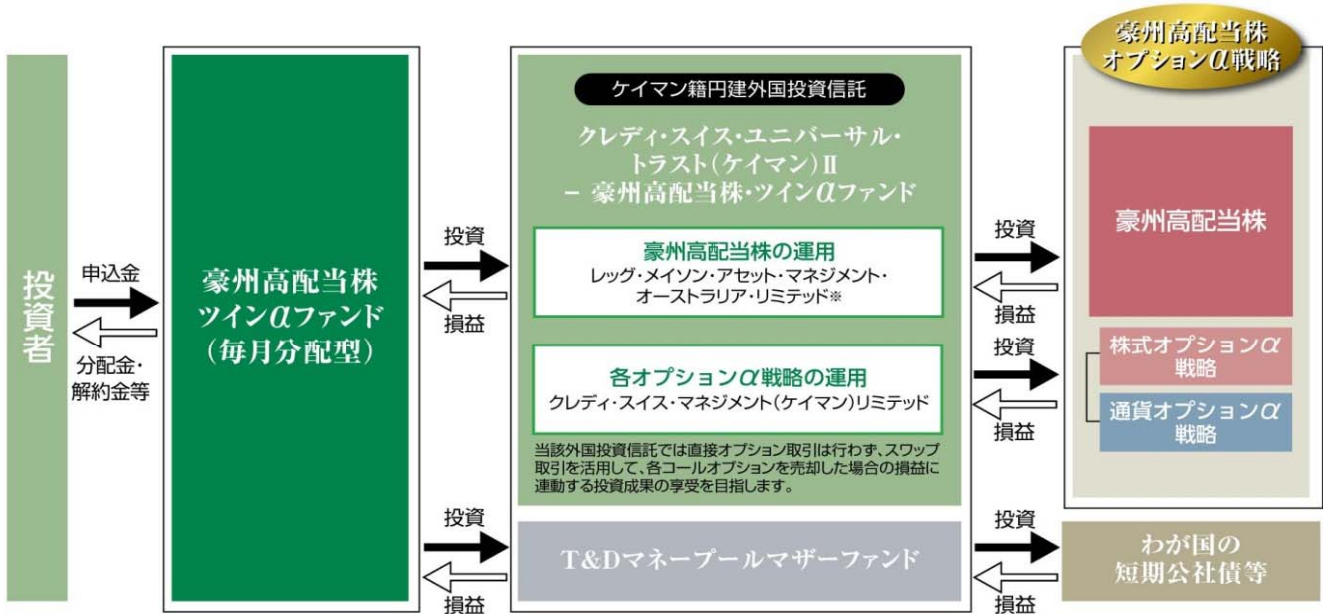 投資者
申込金
分配金・
解約金等
豪州高配当株
ツインαファンド
(毎月分配型)
投資
損益
投資
損益
ケイマン籍円建外国投資信託
クレディ・スイス・ユニバーサル・
トラスト(ケイマン)Ⅱ
− 豪州高配当株・ツインαファンド
豪州高配当株の運用
レッグ・メイソン・アセット・マネジメント・
オーストラリア・リミテッド※
各オプションα戦略の運用
クレディ・スイス・マネジメント(ケイマン)リミテッド
当該外国投資信託では直接オプション取引は行わず、スワップ
取引を活用して、各コールオプションを売却した場合の損益に
連動する投資成果の享受を目指します。
T&Dマネープールマザーファンド
投資
損益
投資
損益
投資
損益
豪州高配当株
オプションα戦略
豪州高配当株
株式オプションα
戦略
通貨オプションα
戦略
わが国の
短期公社債等